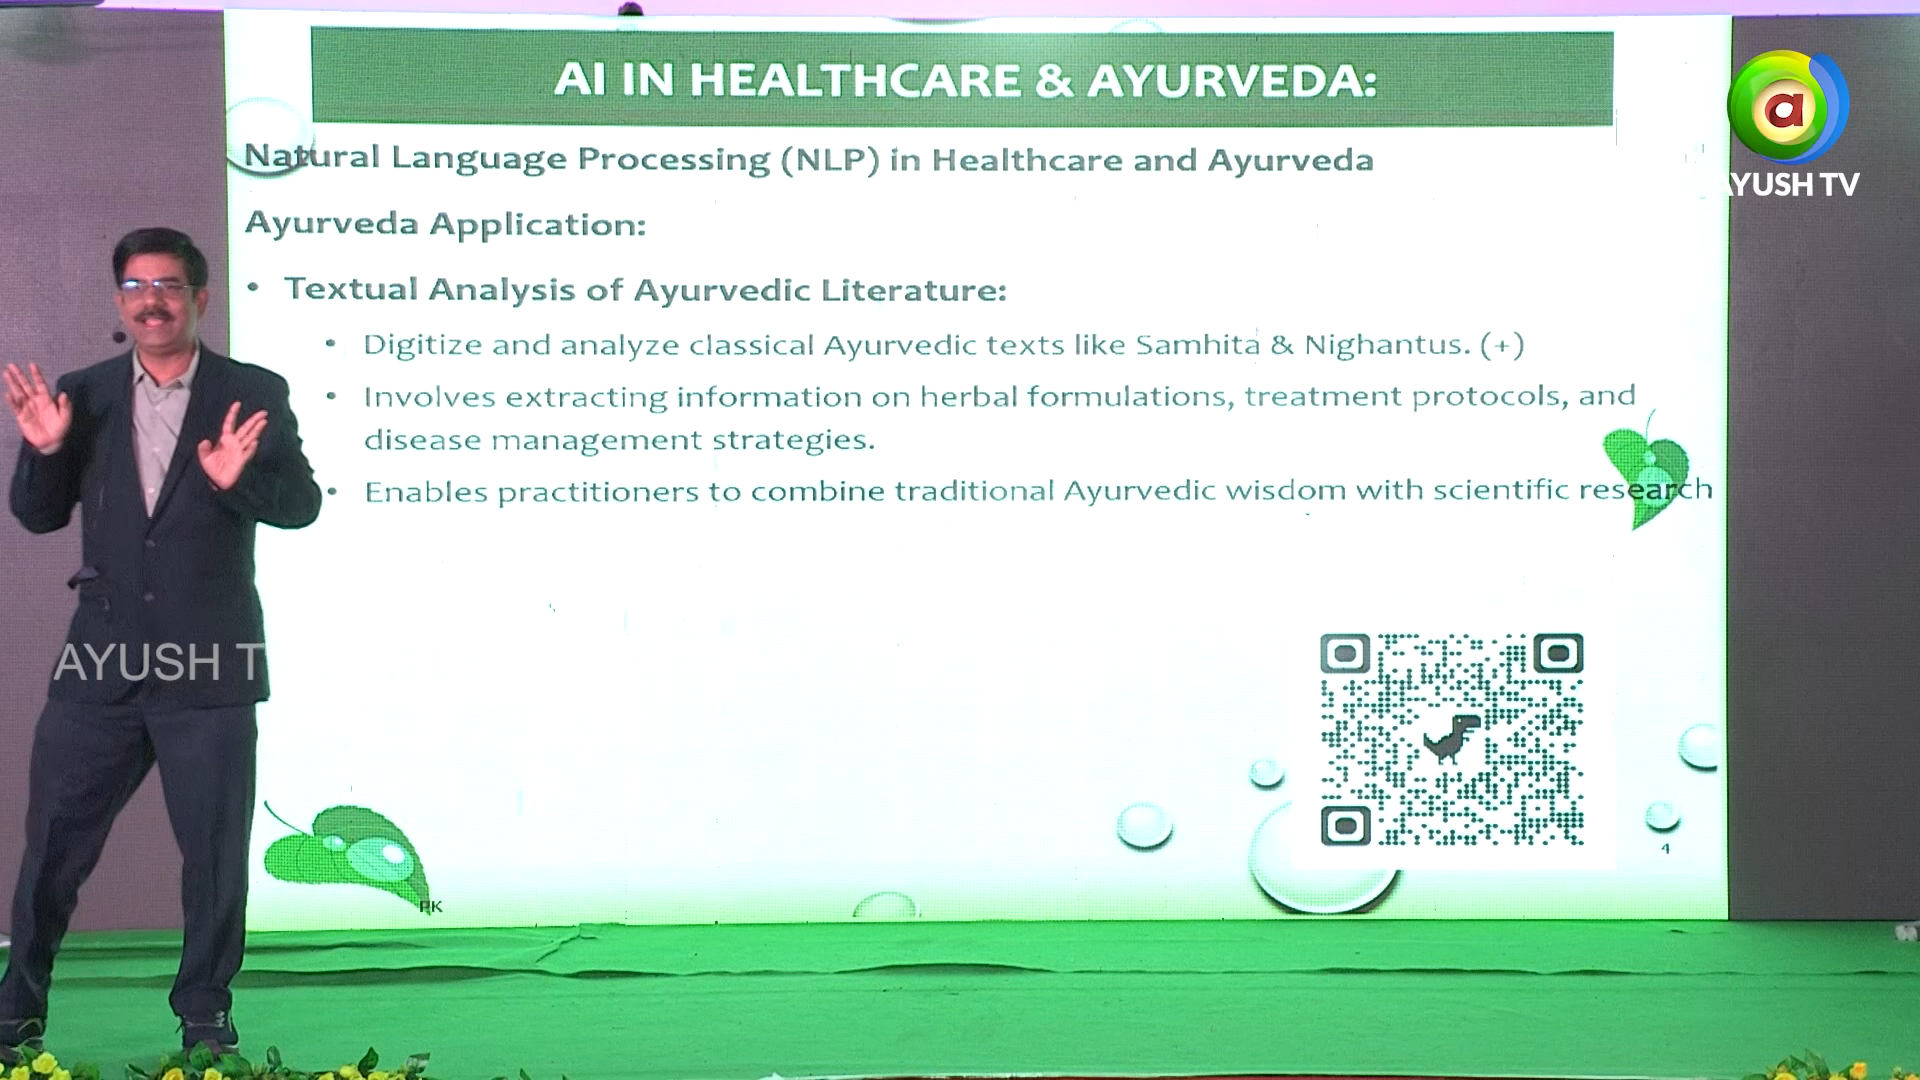 AI IN HEALTHCARE & AYURVEDA:
Natural Language Processing (NLP) in Healthcare and Ayurveda
Ayurveda Application:
• Textual Analysis of Ayurvedic Literature:
• Digitize and analyze classical Ayurvedic texts like Samhita & Nighantus. (+)
• Involves extracting information on herbal formulations, treatment protocols, and
disease management strategies.
• Enables practitioners to combine traditional Ayurvedic wisdom with scientific research
4
PK
a
AYUSH TV
AYUSH T